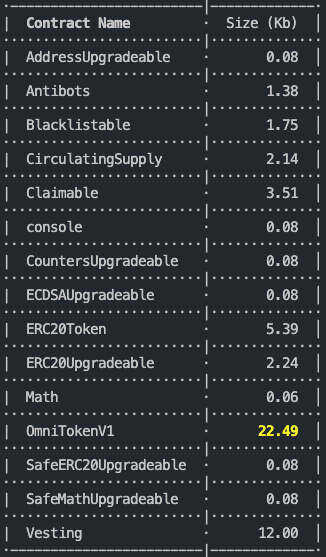 Contract Name · Size (Kb)
AddressUpgradeable · 0.08
Antibots · 1.38
Blacklistable · 1.75
CirculatingSupply · 2.14
Claimable · 3.51
console · 0.08
CountersUpgradeable · 0.08
ECDSAUpgradeable · 0.08
ERC20Token · 5.39
ERC20Upgradeable · 2.24
Math · 0.06
OmniTokenV1 · 22.49
SafeERC20Upgradeable · 0.08
SafeMathUpgradeable · 0.08
Vesting · 12.00